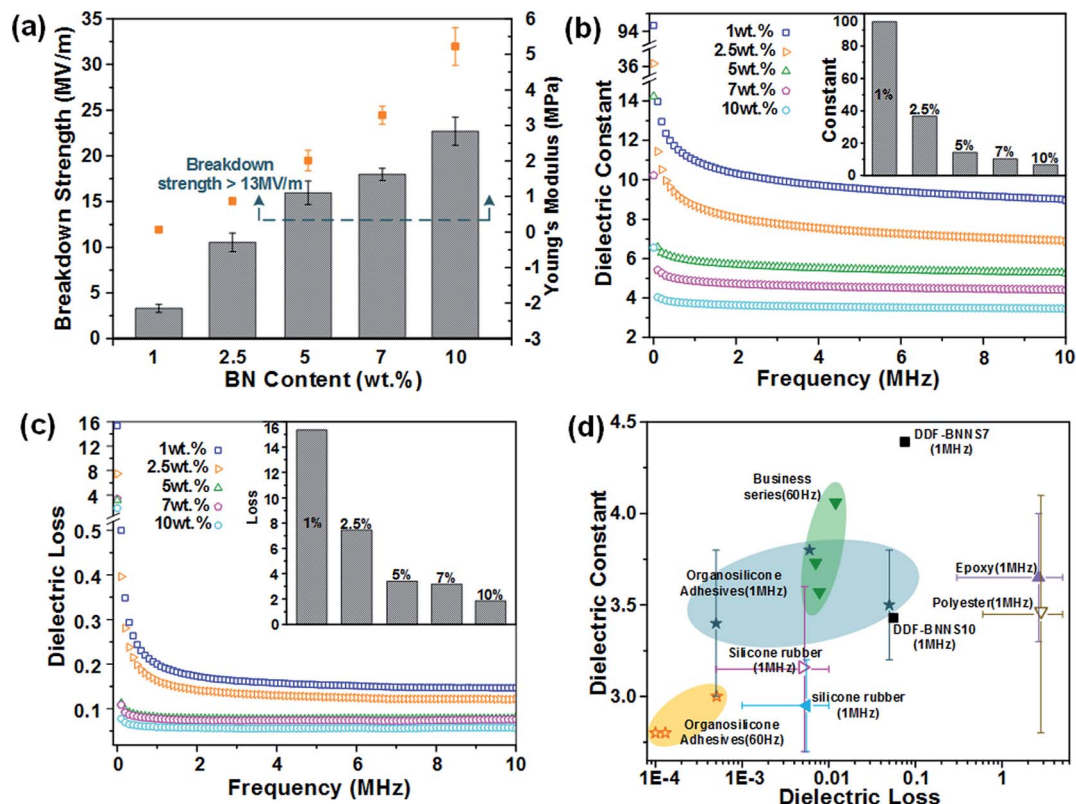 (a)
Breakdown Strength (MV/m)
35
30
25
20
15
10
5
0
Breakdown
strength > 13MV/m
6
5
4
3
2
1
0
-1
-2
-3
Young's Modulus (MPa)
1 2.5 5 7 10
BN Content (wt.%)
(b)
Dielectric Constant
94
36
14
12
10
8
6
4
2
1wt.%
2.5wt.%
5wt.%
7wt.%
10wt.%
Constant
100
80
60
40
20
0
1%
2.5%
5%
7%
10%
0 2 4 6 8 10
Frequency (MHz)
(c)
Dielectric Loss
16
12
8
4
0.5
0.4
0.3
0.2
0.1
1wt.%
2.5wt.%
5wt.%
7wt.%
10wt.%
Loss
16
14
12
10
8
6
4
2
0
1%
2.5%
5%
7%
10%
0 2 4 6 8 10
Frequency (MHz)
(d)
Dielectric Constant
4.5
4.0
3.5
3.0
DDF-BNNS7
(1MHz)
Business
series(60Hz)
Organosilicone
Adhesives(1MHz)
Epoxy(1MHz)
Polyester(1MHz)
DDF-BNNS10
(1MHz)
Silicone rubber
(1MHz)
silicone rubber
(1MHz)
Organosilicone
Adhesives(60Hz)
1E-4 1E-3 0.01 0.1 1
Dielectric Loss